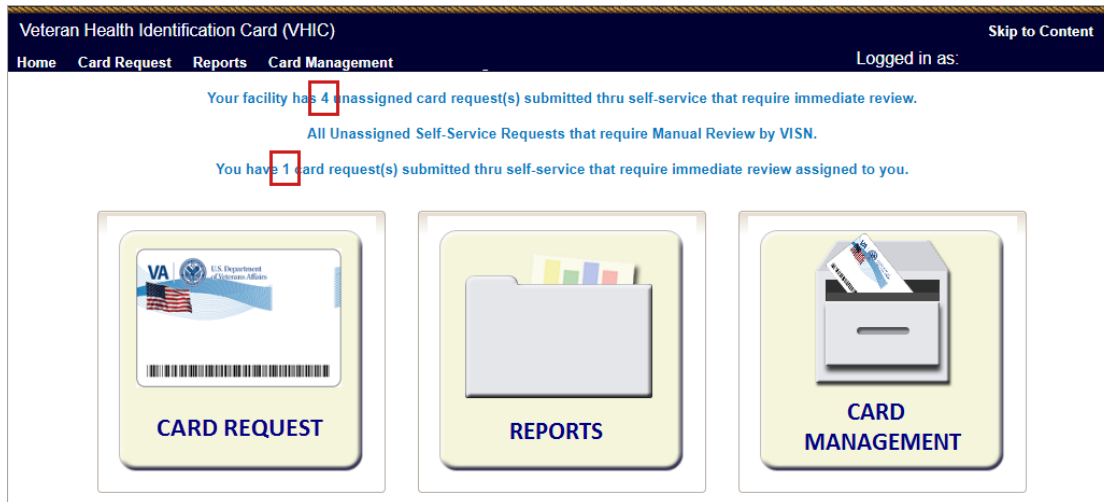 Veteran Health Identification Card (VHIC)
Skip to Content
Home Card Request Reports Card Management
Logged in as:
Your facility has 4 unassigned card request(s) submitted thru self-service that require immediate review.
All Unassigned Self-Service Requests that require Manual Review by VISN.
You have 1 card request(s) submitted thru self-service that require immediate review assigned to you.
VA
U.S. Department
of Veterans Affairs
CARD REQUEST
REPORTS
VA
CARD
MANAGEMENT